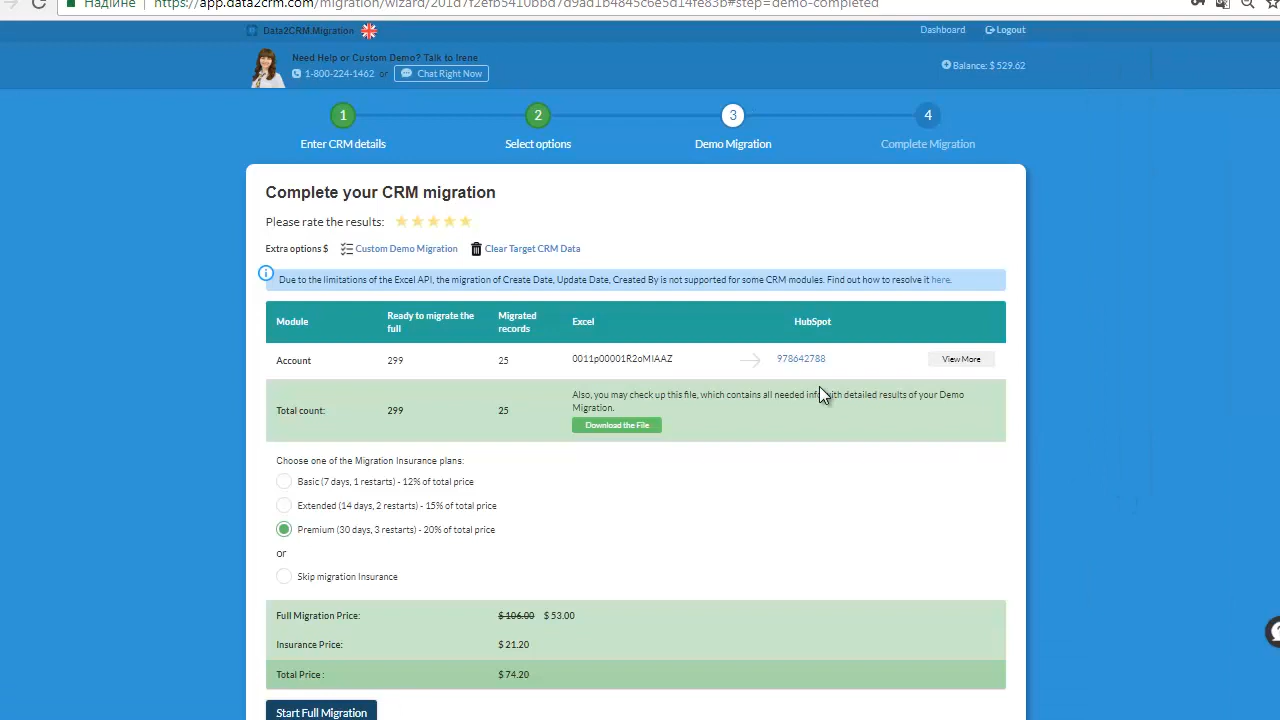 Надійне
https://app.data2crm.com/migration/wizard/201d7f2efb5410bbd7d9ad1b4845c6e5d14fe83b#step=demo-completed
Data2CRM.Migration
Dashboard
Logout
Need Help or Custom Demo? Talk to Irene
1-800-224-1462 or Chat Right Now
Balance: $ 529.62
1 2 3 4
Enter CRM details Select options Demo Migration Complete Migration
Complete your CRM migration
Please rate the results:
Extra options $ Custom Demo Migration Clear Target CRM Data
Due to the limitations of the Excel API, the migration of Create Date, Update Date, Created By is not supported for some CRM modules. Find out how to resolve it here.
Module Ready to migrate the full Migrated records Excel HubSpot
Account 299 25 0011p00001R2oMIAAZ 978642788 View More
Total count: 299 25
Also, you may check up this file, which contains all needed info with detailed results of your Demo
Migration.
Download the File
Choose one of the Migration Insurance plans:
Basic (7 days, 1 restarts) - 12% of total price
Extended (14 days, 2 restarts) - 15% of total price
Premium (30 days, 3 restarts) - 20% of total price
or
Skip migration Insurance
Full Migration Price: $ 106.00 $ 53.00
Insurance Price: $ 21.20
Total Price : $ 74.20
Start Full Migration